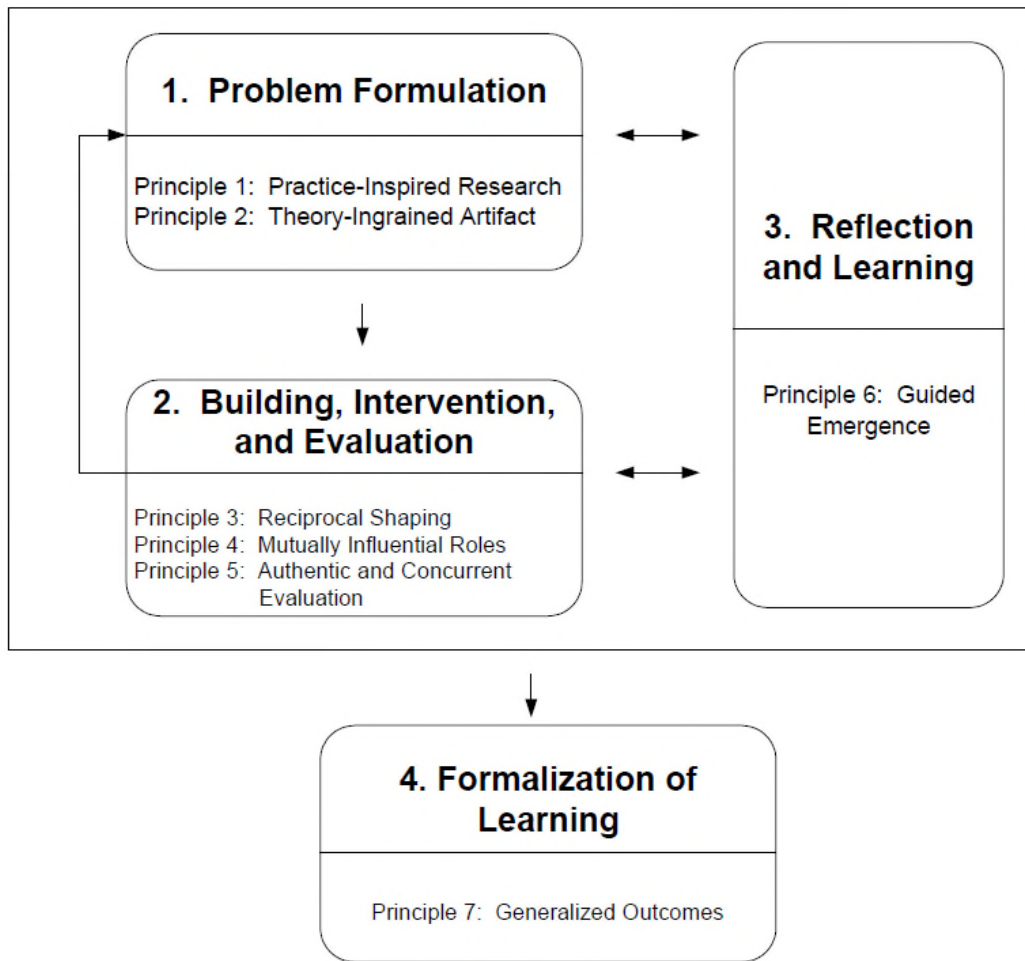 1. Problem Formulation
Principle 1: Practice-Inspired Research
Principle 2: Theory-Ingrained Artifact
2. Building, Intervention,
and Evaluation
Principle 3: Reciprocal Shaping
Principle 4: Mutually Influential Roles
Principle 5: Authentic and Concurrent
Evaluation
3. Reflection
and Learning
Principle 6: Guided
Emergence
4. Formalization of
Learning
Principle 7: Generalized Outcomes